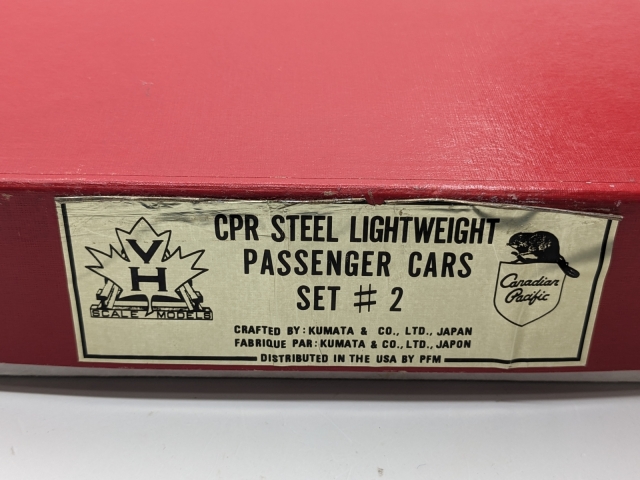 VH
SCALE MODELS
CPR STEEL LIGHTWEIGHT
PASSENGER CARS
SET # 2
CRAFTED BY: KUMATA & CO., LTD., JAPAN
FABRIQUE PAR: KUMATA & CO., LTD., JAPON
DISTRIBUTED IN THE USA BY PFM
Canadian
Pacific